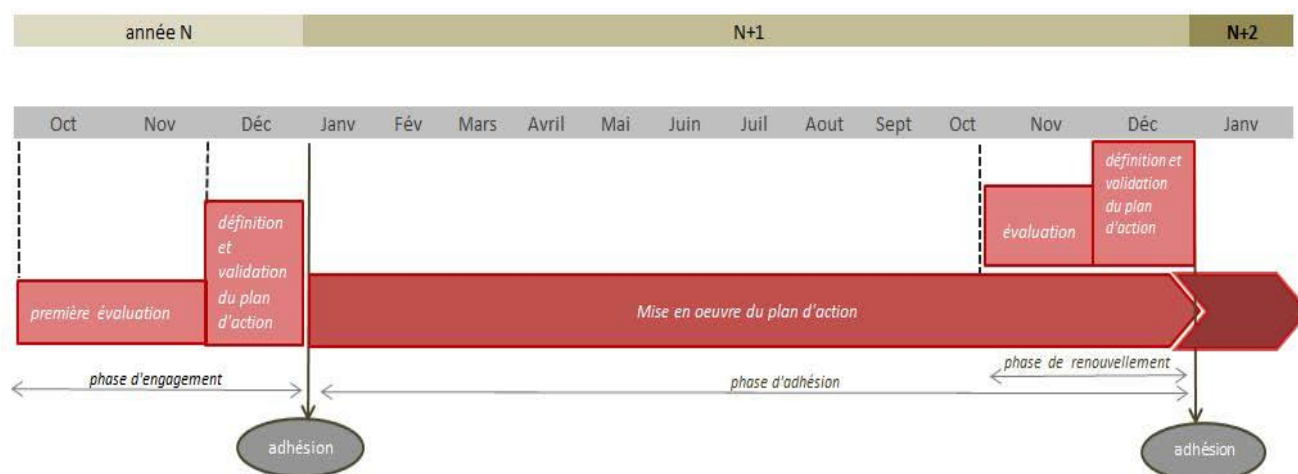 année N N+1 N+2
Oct Nov Déc Janv Fév Mars Avril Mai Juin Juil Aout Sept Oct Nov Déc Janv
définition et
validation
du plan
d'action
évaluation
définition
et
validation
du plan
d'action
première évaluation
Mise en oeuvre du plan d'action
phase d'engagement
phase d'adhésion
phase de renouvellement
adhésion
adhésion